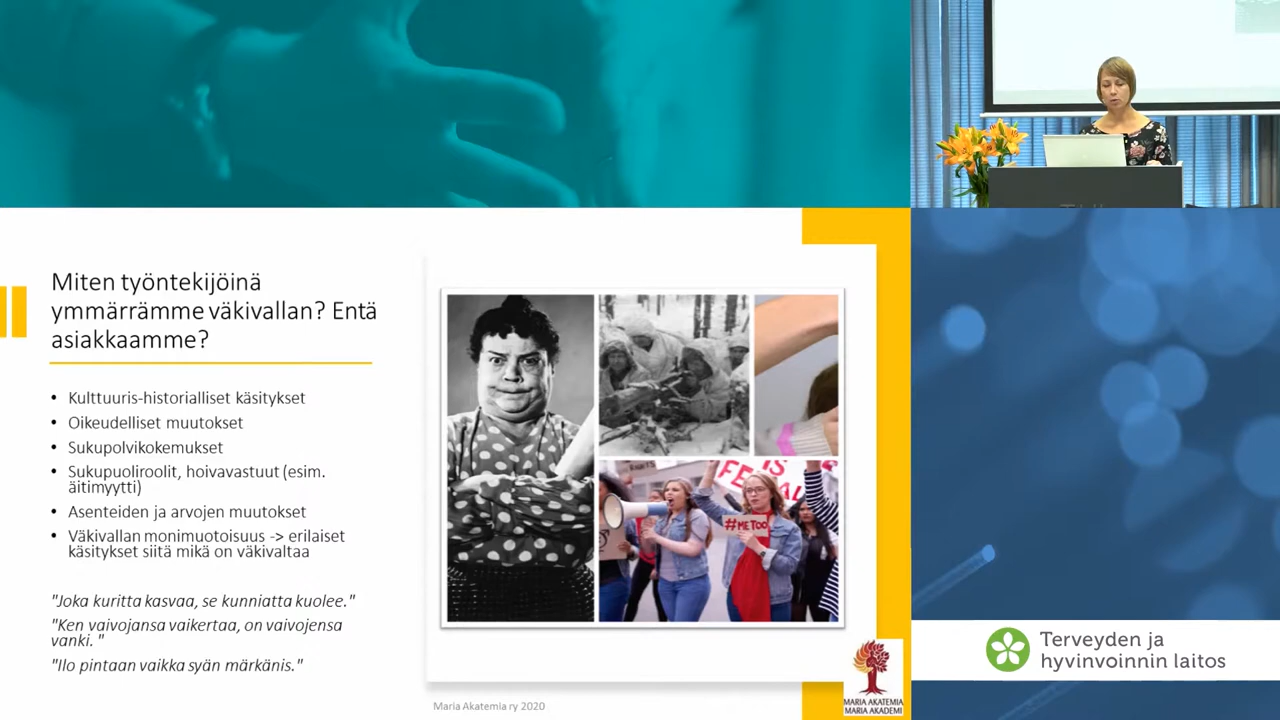 Miten työntekijöinä
ymmärrämme väkivallan? Entä
asiakkaamme?
• Kulttuuris-historialliset käsitykset
• Oikeudelliset muutokset
• Sukupolvikokemukset
• Sukupuoliroolit, hoivavastuut (esim.
äitimyytti)
• Asenteiden ja arvojen muutokset
• Väkivallan monimuotoisuus -> erilaiset
käsitykset siitä mikä on väkivaltaa
"Joka kuritta kasvaa, se kunniatta kuolee."
"Ken vaivojansa vaikertaa, on vaivojensa
vanki. "
"Ilo pintaan vaikka syän märkänis."
IS
#METOO
MARIA AKATEMIA
MARIA AKADEMI
Maria Akatemia ry 2020
Terveyden ja
hyvinvoinnin laitos